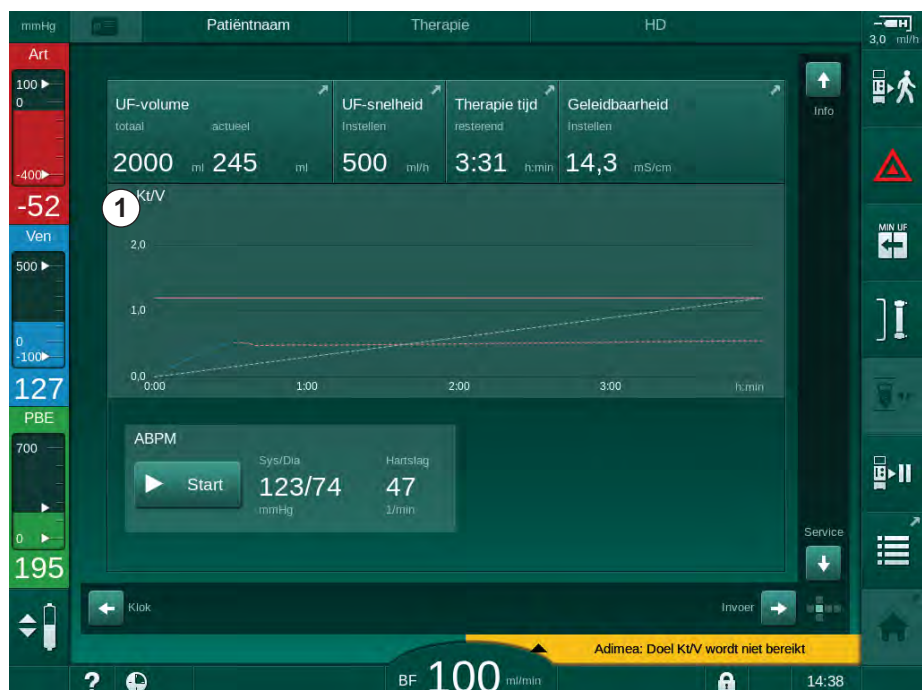 mmHg
Patiëntnaam
Therapie
HD
3,0 ml/h
Art
100
0
-400
-52
Ven
500
0
-100
127
PBE
700
0
195
UF-volume
totaal actueel
2000 ml 245 ml
UF-snelheid
Instellen
500 ml/h
Therapie tijd
resterend
3:31 h:min
Geleidbaarheid
Instellen
14,3 mS/cm
1
Kt/V
2,0
1,0
0,0
0:00 1:00 2:00 3:00 h:min
ABPM
Start
Sys/Dia
123/74
mmHg
Hartslag
47
1/min
Info
Service
MIN UF
Klok
Invoer
Adimea: Doel Kt/V wordt niet bereikt
?
BF 100 ml/min
14:38